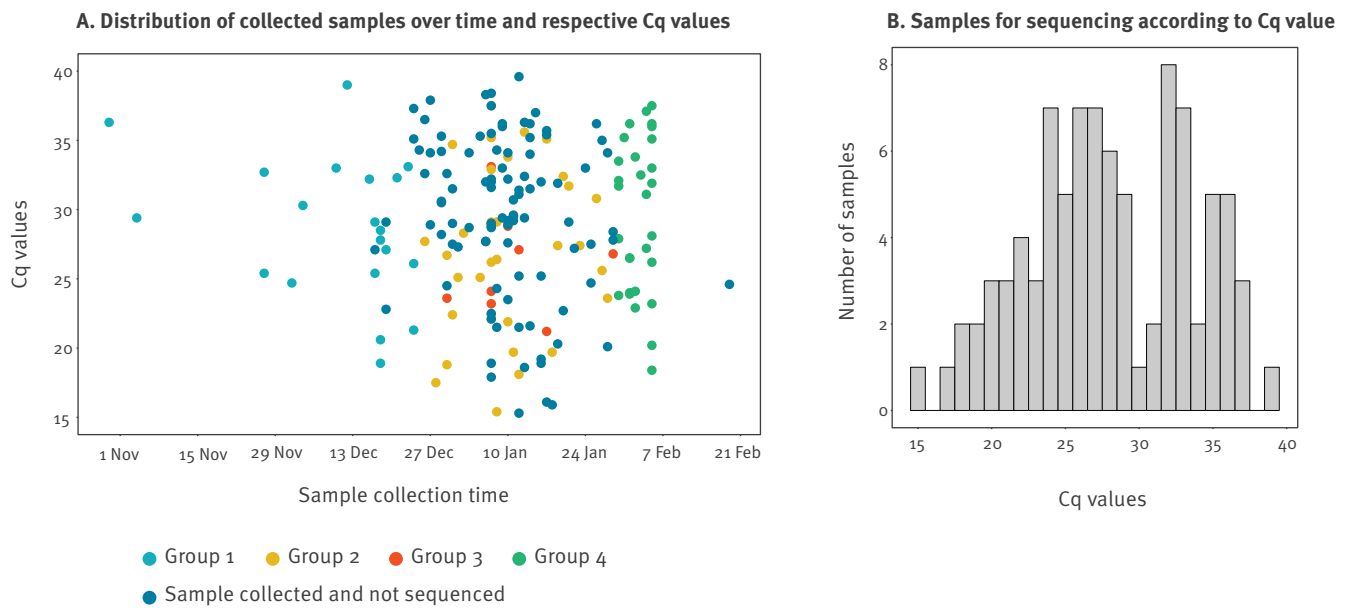 A. Distribution of collected samples over time and respective Cq values
Cq values
40
35
30
25
20
15
1 Nov
15 Nov
29 Nov
13 Dec
27 Dec
10 Jan
24 Jan
7 Feb
21 Feb
Sample collection time
Group 1
Group 2
Group 3
Group 4
Sample collected and not sequenced
B. Samples for sequencing according to Cq value
Number of samples
8
6
4
2
0
15
20
25
30
35
40
Cq values